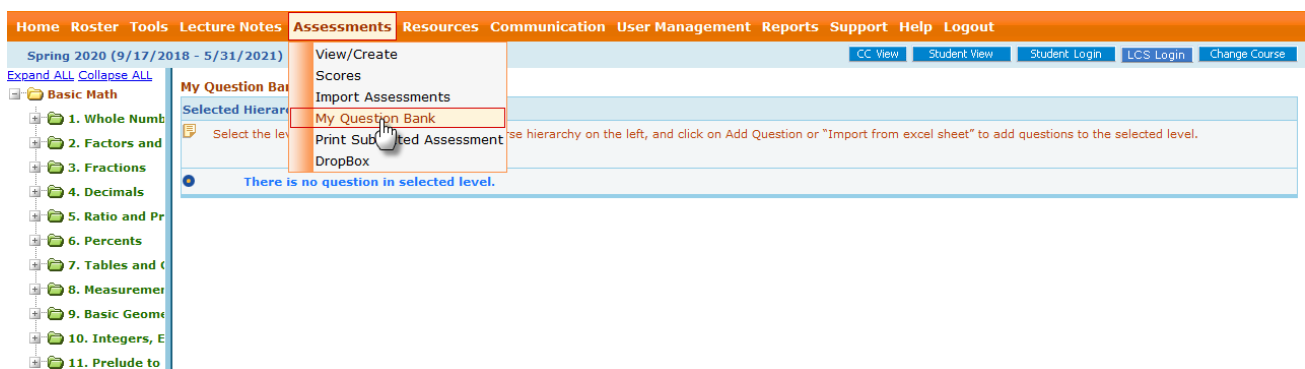 Home Roster Tools Lecture Notes Assessments Resources Communication User Management Reports Support Help Logout
Spring 2020 (9/17/2018 - 5/31/2021)
CC View Student View Student Login LCS Login Change Course
View/Create
Scores
Import Assessments
My Question Bank
Print Submitted Assessment
DropBox
Expand ALL Collapse ALL
Basic Math
1. Whole Numb
2. Factors and
3. Fractions
4. Decimals
5. Ratio and Pr
6. Percents
7. Tables and
8. Measuremen
9. Basic Geome
10. Integers, E
11. Prelude to
My Question Ba
Selected Hierar
Select the lev rse hierarchy on the left, and click on Add Question or "Import from excel sheet" to add questions to the selected level.
There is no question in selected level.